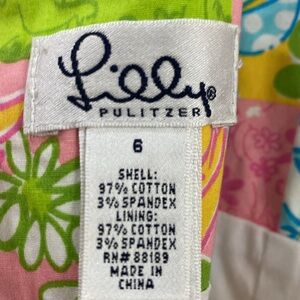 Lilly®
PULITZER
6
SHELL:
97% COTTON
3% SPANDEX
LINING:
97% COTTON
3% SPANDEX
RN# 88189
MADE IN
CHINA